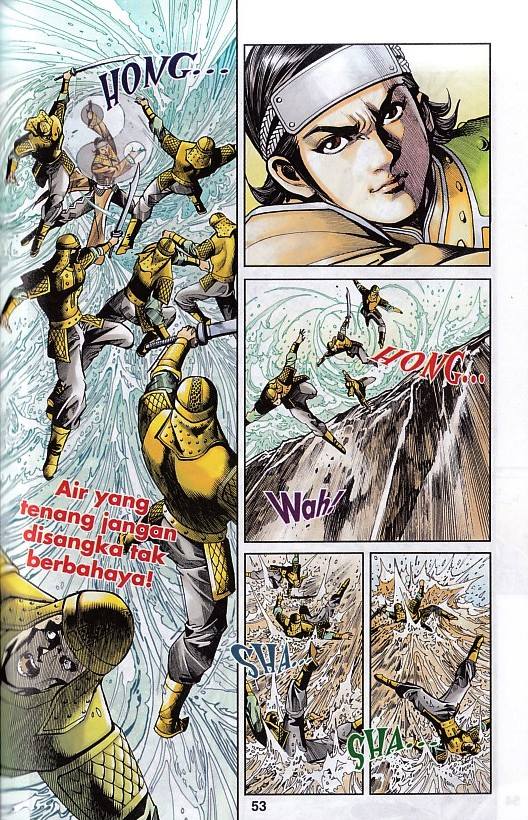 HONG...
Air yang
tenang jangan
disangka tak
berbahaya!
HONG...
Wah!
SHA...
SHA...
53